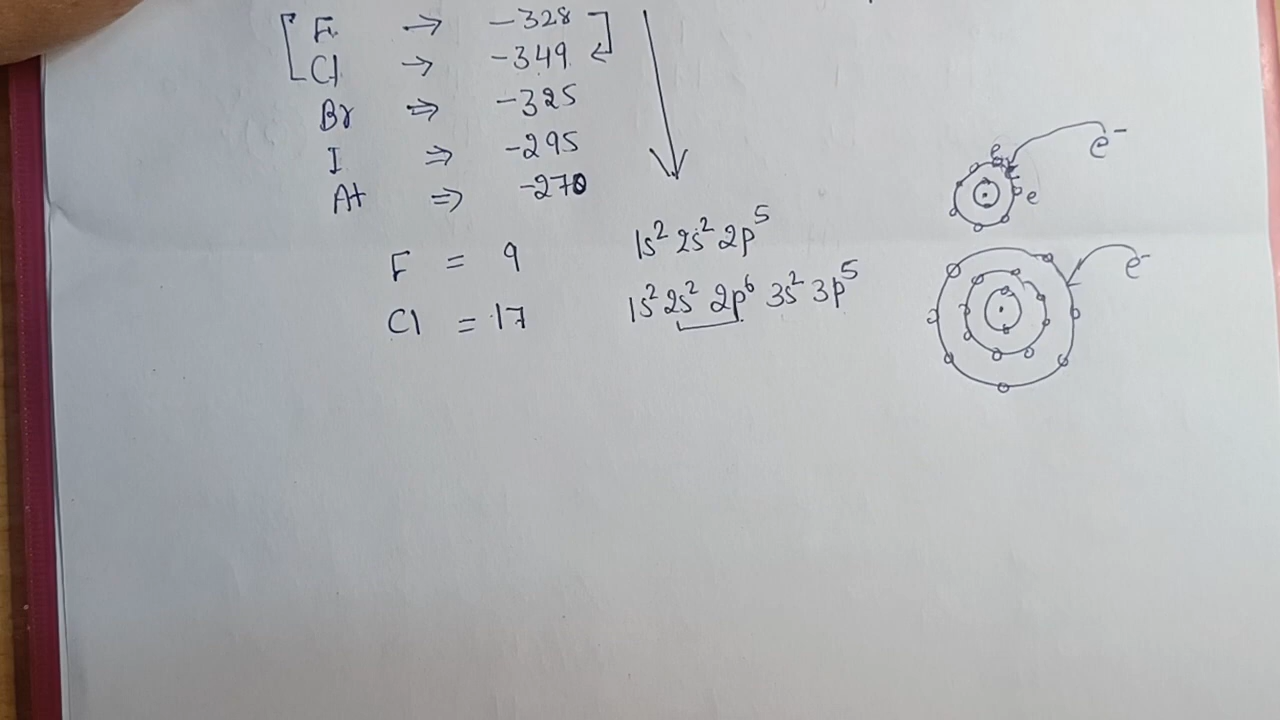 F → -328
Cl → -349
Br ⇒ -325
I ⇒ -295
At ⇒ -270
F = 9 1s² 2s² 2p⁵
Cl = 17 1s² 2s² 2p⁶ 3s² 3p⁵
e e⁻
e
e⁻